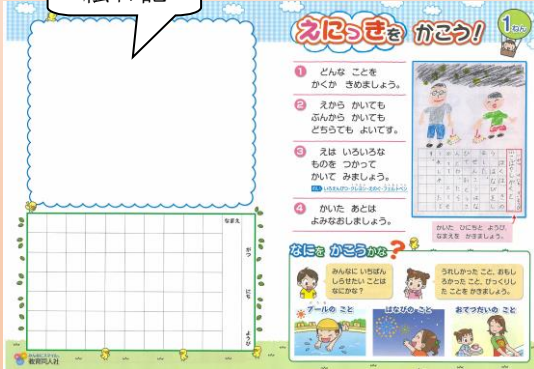 えにっきを かこう!
1ねん
1 どんな ことを
かくか きめましょう。
2 えから かいても
ぶんから かいても
どちらでも よいです。
3 えは いろいろな
ものを つかって
かいて みましょう。
4 かいた あとは
よみなおしましょう。
かいた ひにちと ようび、
なまえを かきましょう。
なまえ
がつ
にち
ようび
なにを かこうかな?
みんなに いちばん
しらせたい ことは
なにかな?
うれしかった こと、おもし
ろかった こと、びっくりし
た ことを かきましょう。
プールの こと
はなびの こと
おてつだいの こと
教育同人社